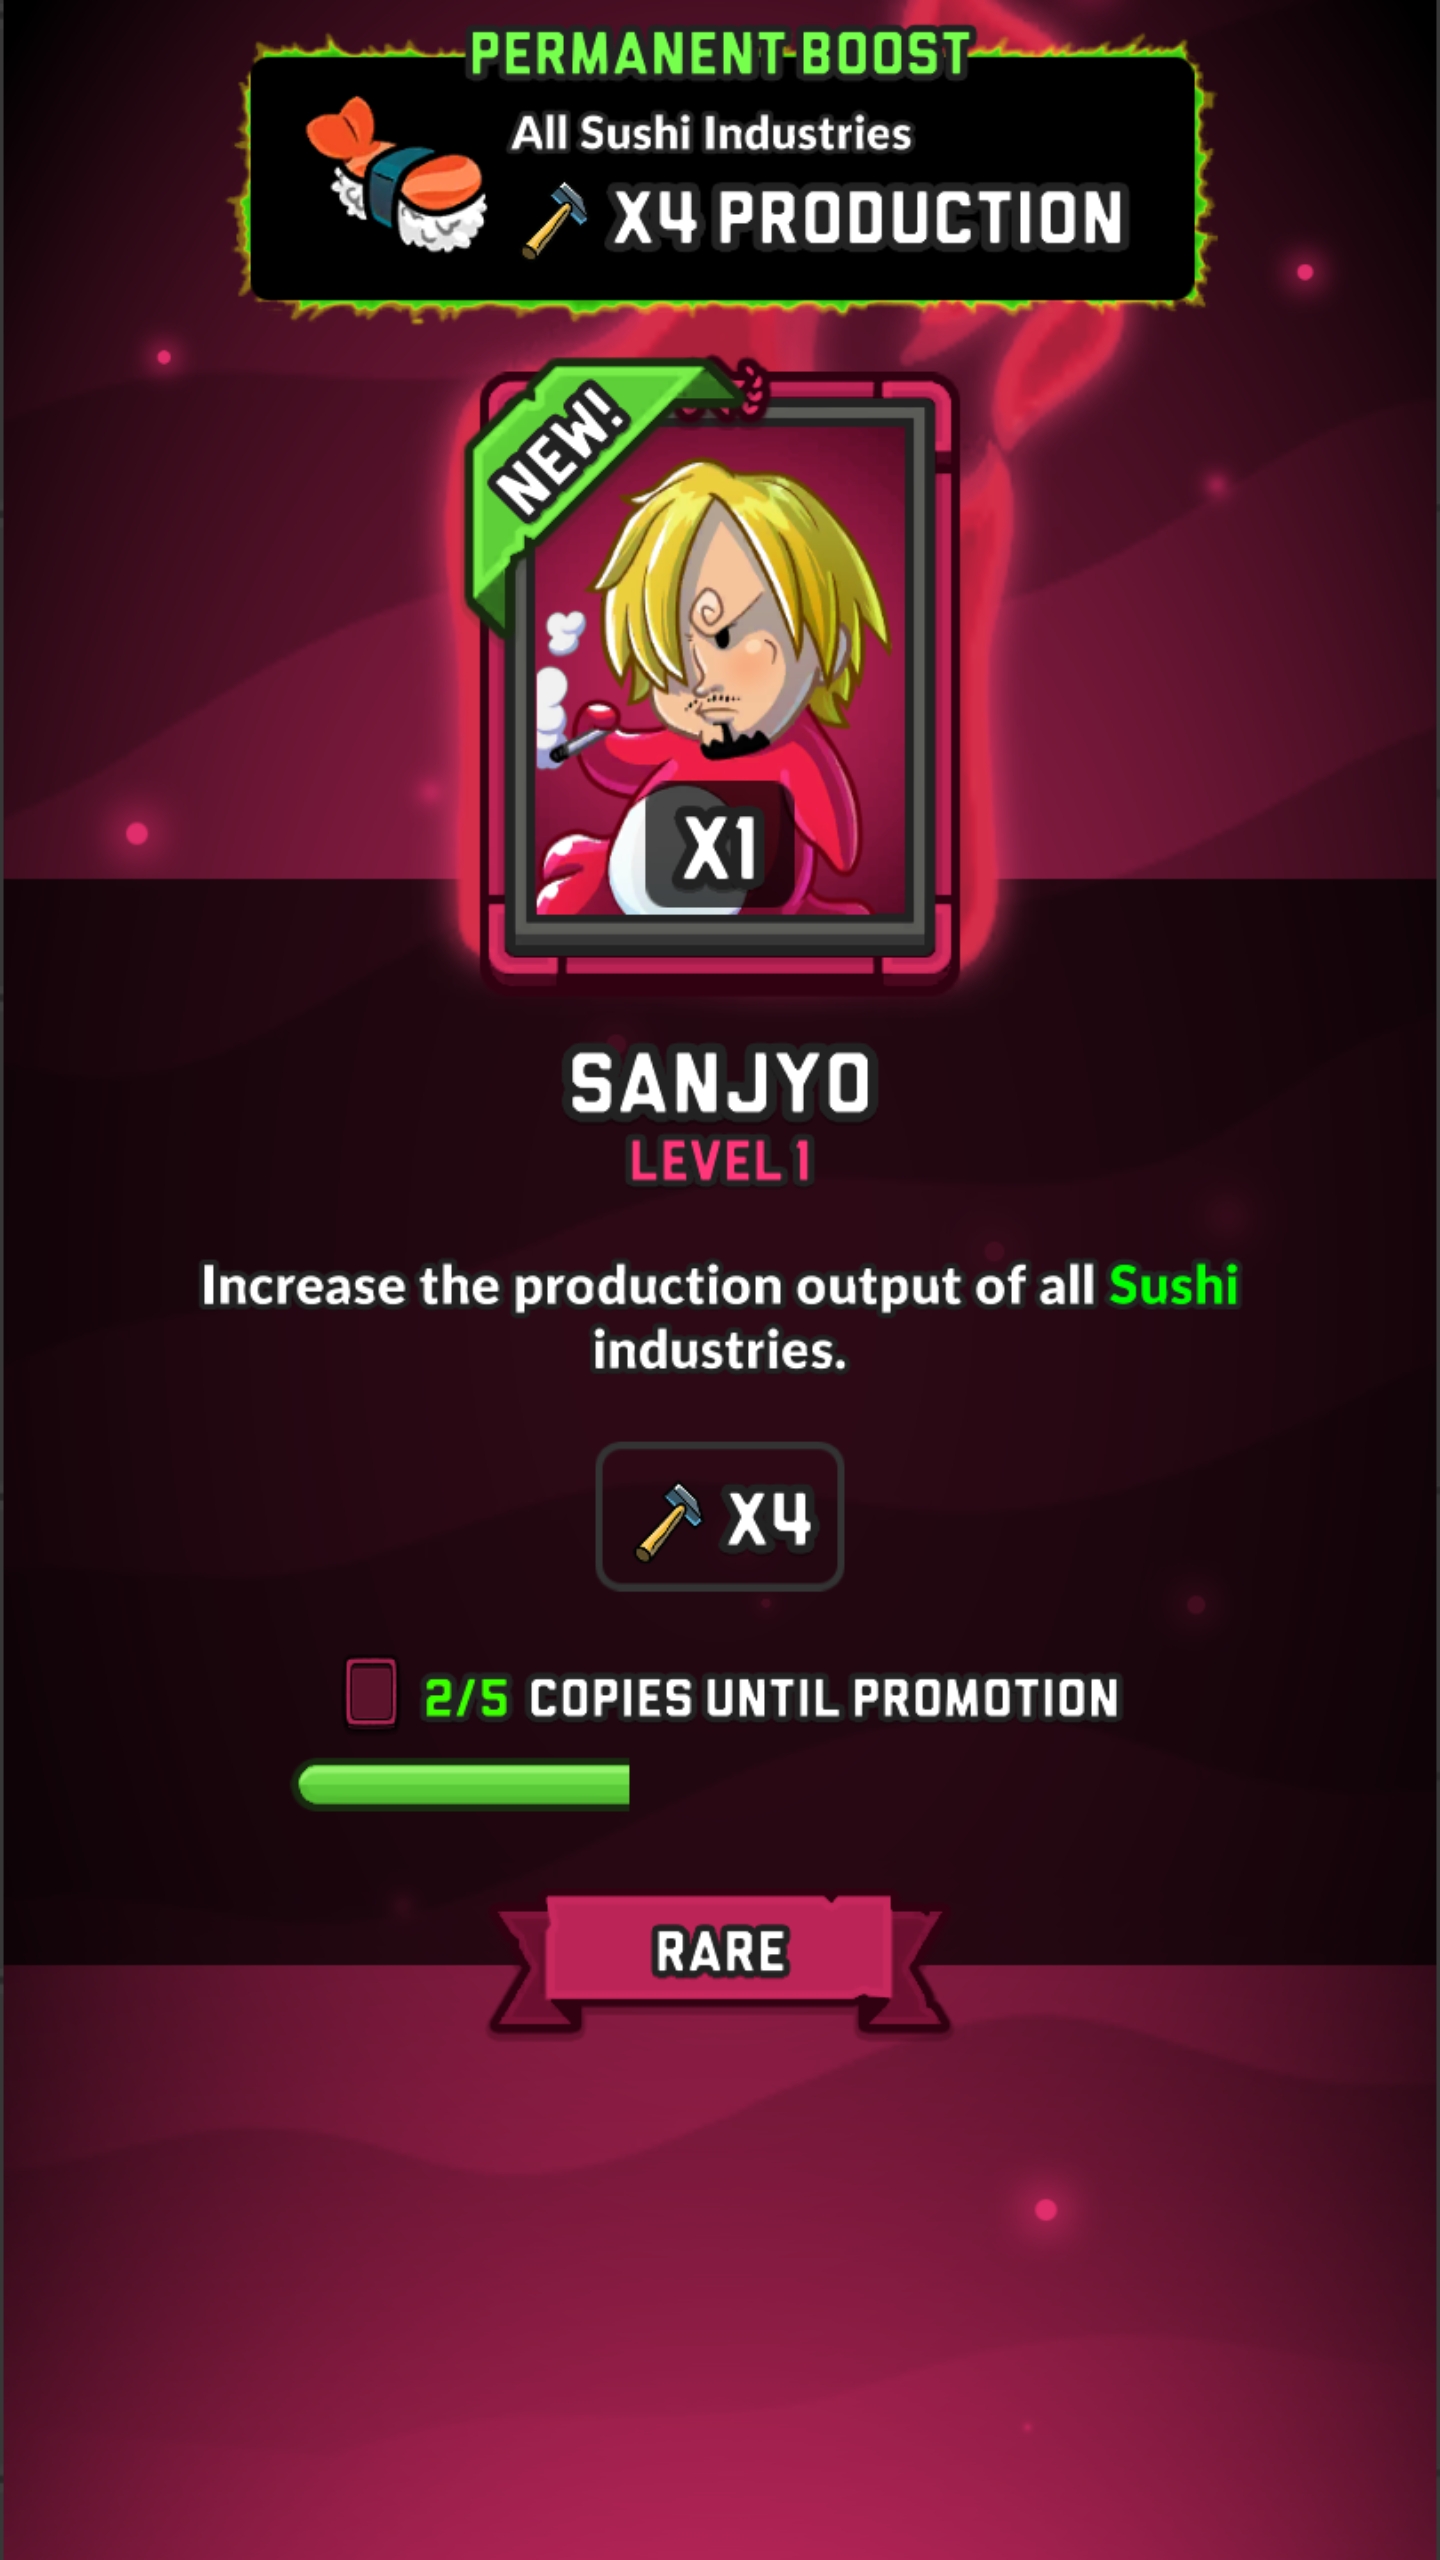 PERMANENT BOOST
All Sushi Industries
X4 PRODUCTION
NEW!
X1
SANJYO
LEVEL 1
Increase the production output of all Sushi
industries.
X4
2/5 COPIES UNTIL PROMOTION
RARE